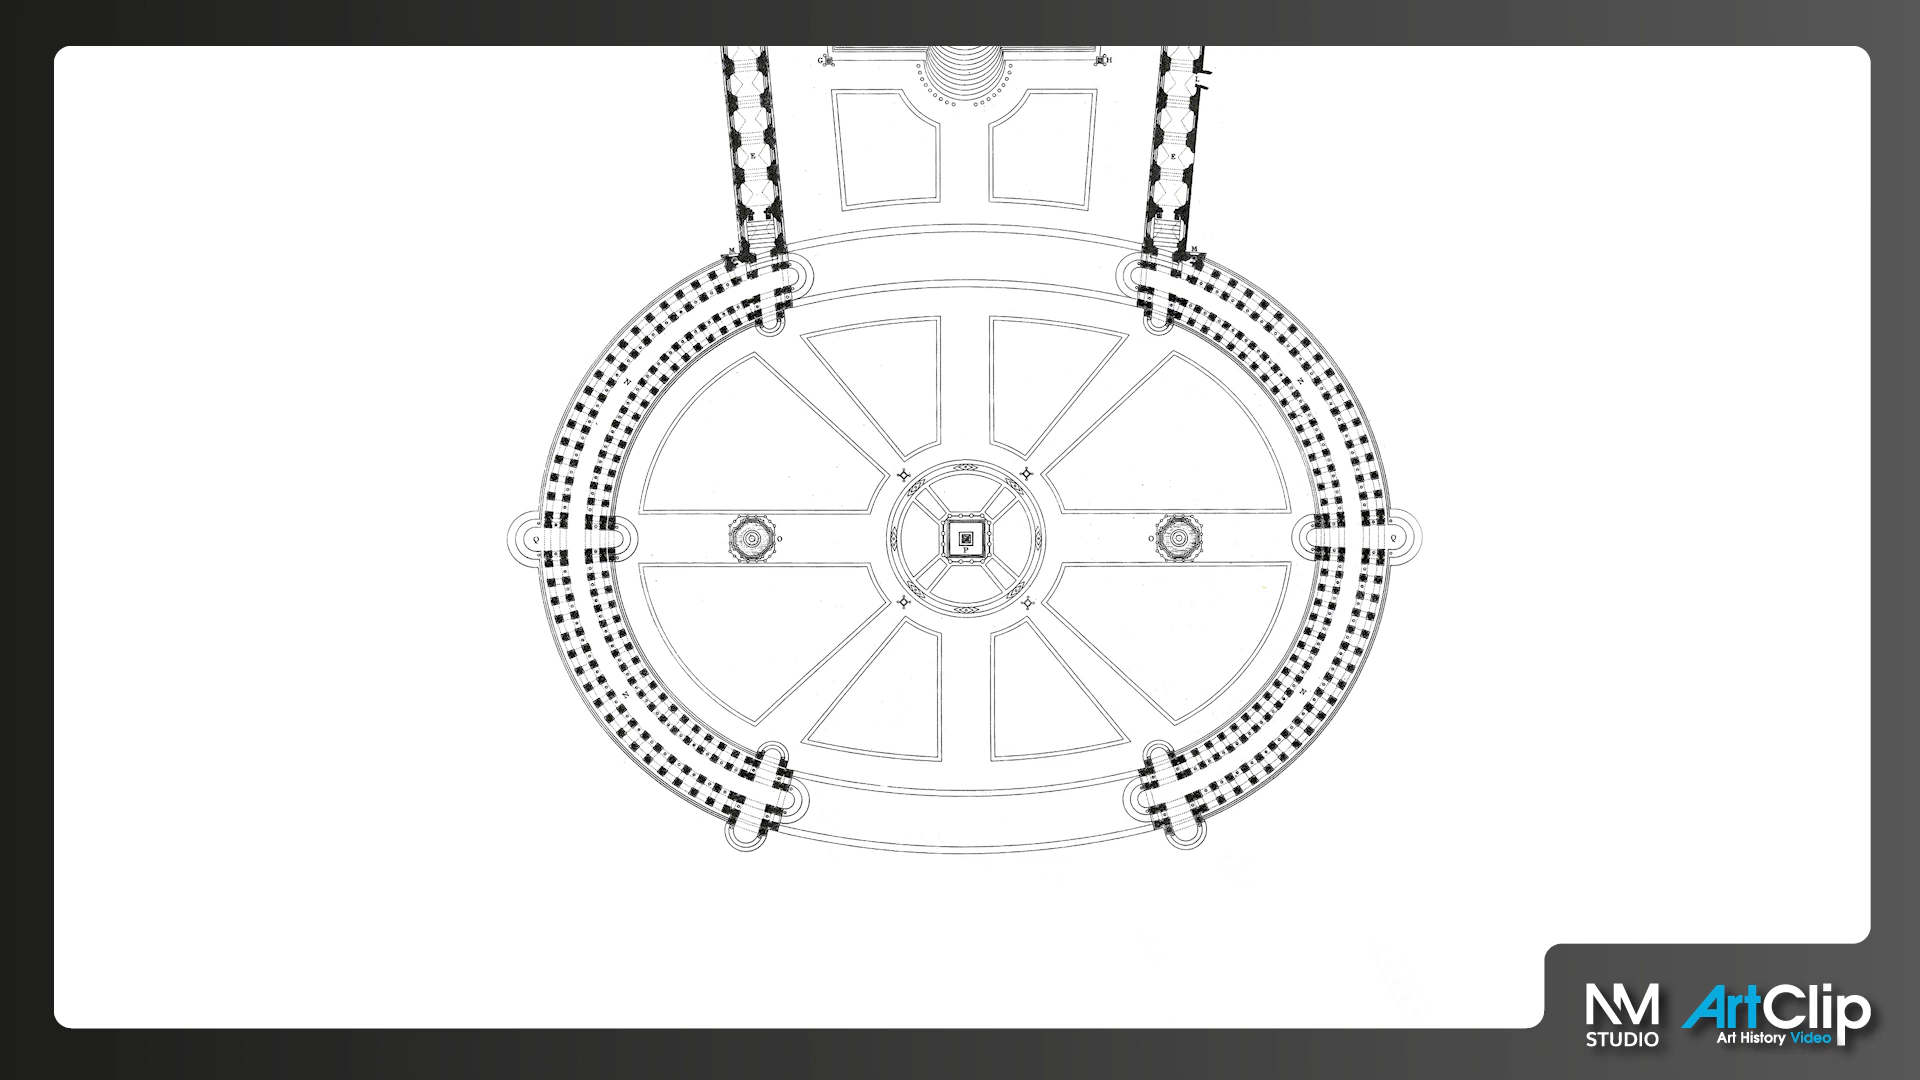 G H
L
E E
M M
N N
Q O P O Q
N N
NM ArtClip
STUDIO Art History Video